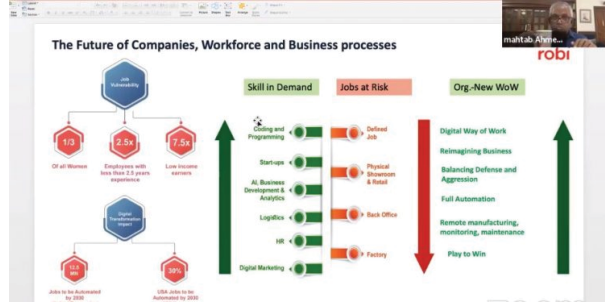 mahtab Ahme...
robi
The Future of Companies, Workforce and Business processes
Job
Vulnerability
1/3
2.5x
7.5x
Of all Women
Employees with
less than 2.5 years
experience
Low income
earners
Digital
Transformation
Impact
12.5
MN
30%
Jobs to be Automated
by 2030
USA Jobs to be
Automated by 2030
Skill in Demand
Coding and
Programming
Start-ups
AI, Business
Development &
Analytics
Logistics
HR
Digital Marketing
Jobs at Risk
Defined
Job
Physical
Showroom
& Retail
Back Office
Factory
Org.-New WoW
Digital Way of Work
Reimagining Business
Balancing Defense and
Aggression
Full Automation
Remote manufacturing,
monitoring, maintenance
Play to Win